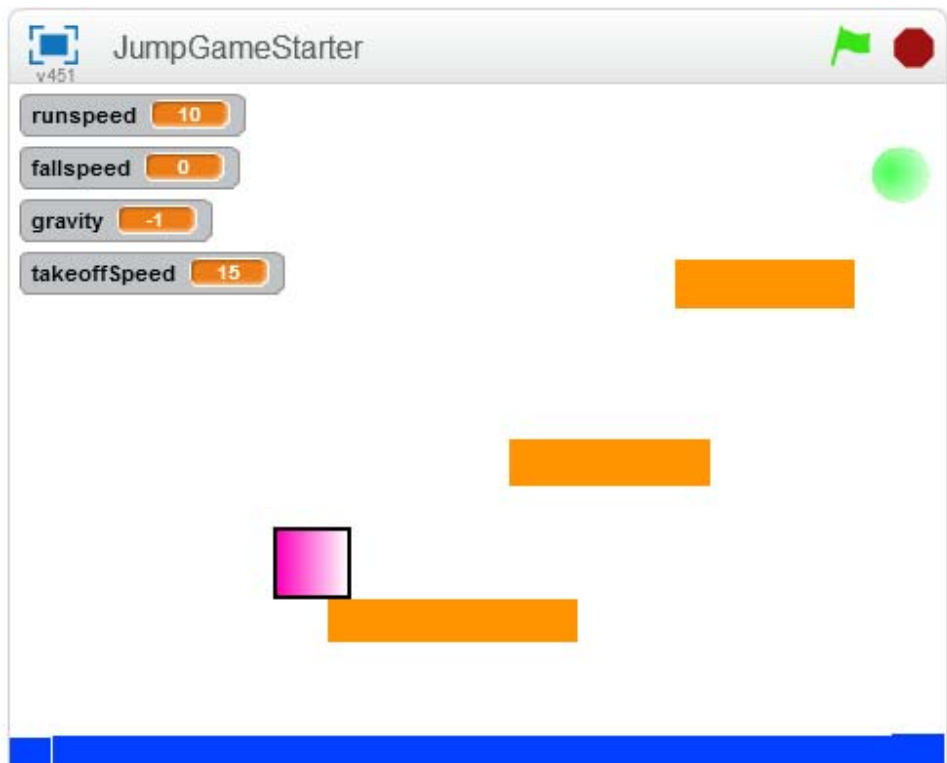 JumpGameStarter
v451
runspeed 10
fallspeed 0
gravity -1
takeoffSpeed 15